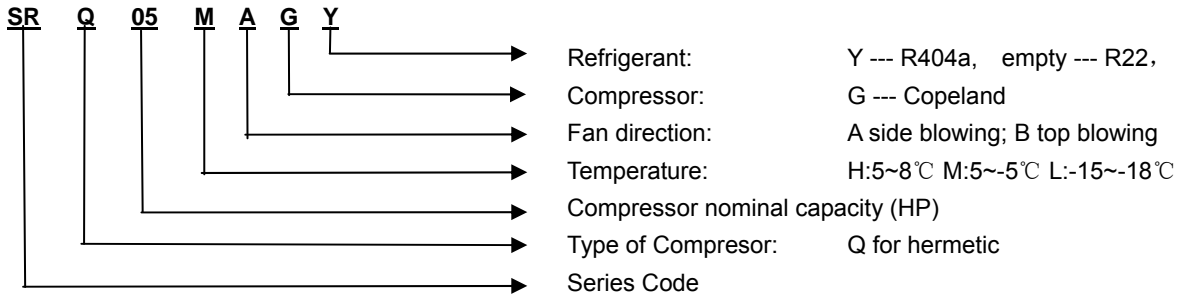 SR Q 05 M A G Y
Refrigerant: Y --- R404a, empty --- R22，
Compressor: G --- Copeland
Fan direction: A side blowing; B top blowing
Temperature: H:5~8℃ M:5~-5℃ L:-15~-18℃
Compressor nominal capacity (HP)
Type of Compresor: Q for hermetic
Series Code